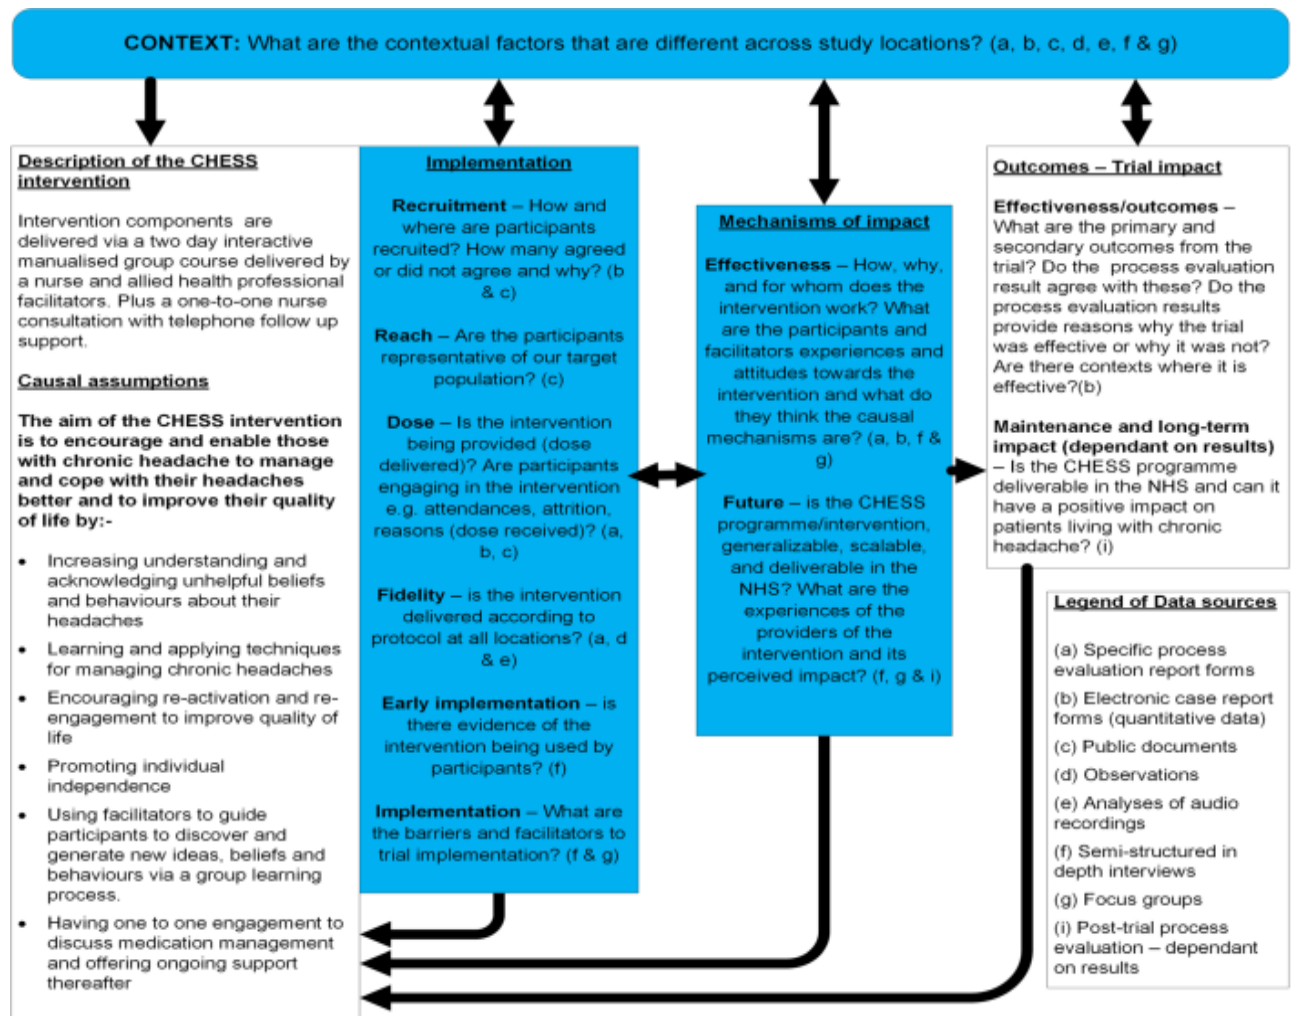 CONTEXT: What are the contextual factors that are different across study locations? (a, b, c, d, e, f & g)
Description of the CHESS
intervention
Intervention components are
delivered via a two day interactive
manualised group course delivered by
a nurse and allied health professional
facilitators. Plus a one-to-one nurse
consultation with telephone follow up
support.
Causal assumptions
The aim of the CHESS intervention
is to encourage and enable those
with chronic headache to manage
and cope with their headaches
better and to improve their quality
of life by:-
• Increasing understanding and
acknowledging unhelpful beliefs
and behaviours about their
headaches
• Learning and applying techniques
for managing chronic headaches
• Encouraging re-activation and re-
engagement to improve quality of
life
• Promoting individual
independence
• Using facilitators to guide
participants to discover and
generate new ideas, beliefs and
behaviours via a group learning
process.
• Having one to one engagement to
discuss medication management
and offering ongoing support
thereafter
Implementation
Recruitment – How and
where are participants
recruited? How many agreed
or did not agree and why? (b
& c)
Reach – Are the participants
representative of our target
population? (c)
Dose – Is the intervention
being provided (dose
delivered)? Are participants
engaging in the intervention
e.g. attendances, attrition,
reasons (dose received)? (a,
b, c)
Fidelity – is the intervention
delivered according to
protocol at all locations? (a, d
& e)
Early implementation – is
there evidence of the
intervention being used by
participants? (f)
Implementation – What are
the barriers and facilitators to
trial implementation? (f & g)
Mechanisms of impact
Effectiveness – How, why,
and for whom does the
intervention work? What
are the participants and
facilitators experiences and
attitudes towards the
intervention and what do
they think the causal
mechanisms are? (a, b, f &
g)
Future – is the CHESS
programme/intervention,
generalizable, scalable,
and deliverable in the
NHS? What are the
experiences of the
providers of the
intervention and its
perceived impact? (f, g & i)
Outcomes – Trial impact
Effectiveness/outcomes –
What are the primary and
secondary outcomes from the
trial? Do the process evaluation
result agree with these? Do the
process evaluation results
provide reasons why the trial
was effective or why it was not?
Are there contexts where it is
effective?(b)
Maintenance and long-term
impact (dependant on results)
– Is the CHESS programme
deliverable in the NHS and can it
have a positive impact on
patients living with chronic
headache? (i)
Legend of Data sources
(a) Specific process
evaluation report forms
(b) Electronic case report
forms (quantitative data)
(c) Public documents
(d) Observations
(e) Analyses of audio
recordings
(f) Semi-structured in
depth interviews
(g) Focus groups
(i) Post-trial process
evaluation – dependant
on results